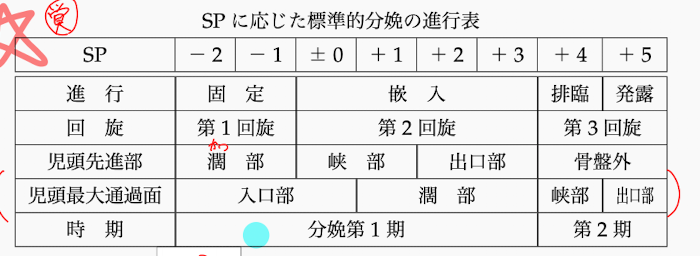 覚
SPに応じた標準的分娩の進行表
SP －2 －1 ±0 ＋1 ＋2 ＋3 ＋4 ＋5
進行 固定 嵌入 排臨 発露
回旋 第1回旋 第2回旋 第3回旋
かつ
児頭先進部 濶部 峡部 出口部 骨盤外
児頭最大通過面 入口部 濶部 峡部 出口部
時期 分娩第1期 第2期